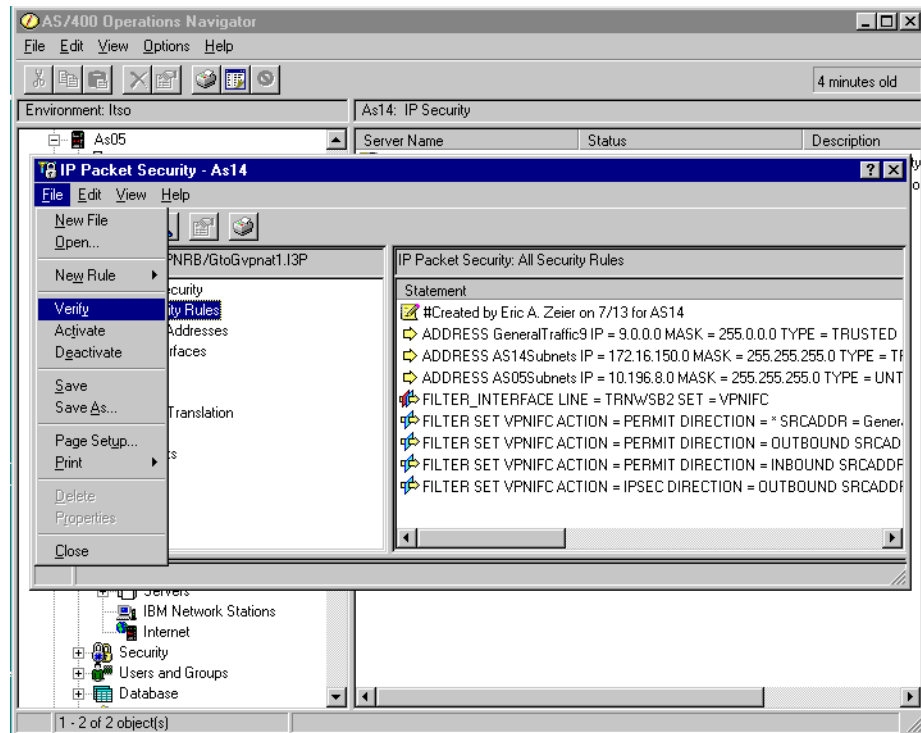 AS/400 Operations Navigator
File Edit View Options Help
4 minutes old
Environment: Itso
As14: IP Security
As05
Server Name Status Description
IP Packet Security - As14
File Edit View Help
New File
Open...
New Rule
Verify
Activate
Deactivate
Save
Save As...
Page Setup...
Print
Delete
Properties
Close
PNRB/GtoGvpnat1.I3P
ecurity
ity Rules
Addresses
rfaces
Translation
ts
IP Packet Security: All Security Rules
Statement
#Created by Eric A. Zeier on 7/13 for AS14
ADDRESS GeneralTraffic9 IP = 9.0.0.0 MASK = 255.0.0.0 TYPE = TRUSTED
ADDRESS AS14Subnets IP = 172.16.150.0 MASK = 255.255.255.0 TYPE = TR
ADDRESS AS05Subnets IP = 10.196.8.0 MASK = 255.255.255.0 TYPE = UNT
FILTER_INTERFACE LINE = TRNWSB2 SET = VPNIFC
FILTER SET VPNIFC ACTION = PERMIT DIRECTION = * SRCADDR = Gener
FILTER SET VPNIFC ACTION = PERMIT DIRECTION = OUTBOUND SRCAD
FILTER SET VPNIFC ACTION = PERMIT DIRECTION = INBOUND SRCADDR
FILTER SET VPNIFC ACTION = IPSEC DIRECTION = OUTBOUND SRCADDR
Servers
IBM Network Stations
Internet
Security
Users and Groups
Database
1 - 2 of 2 object(s)